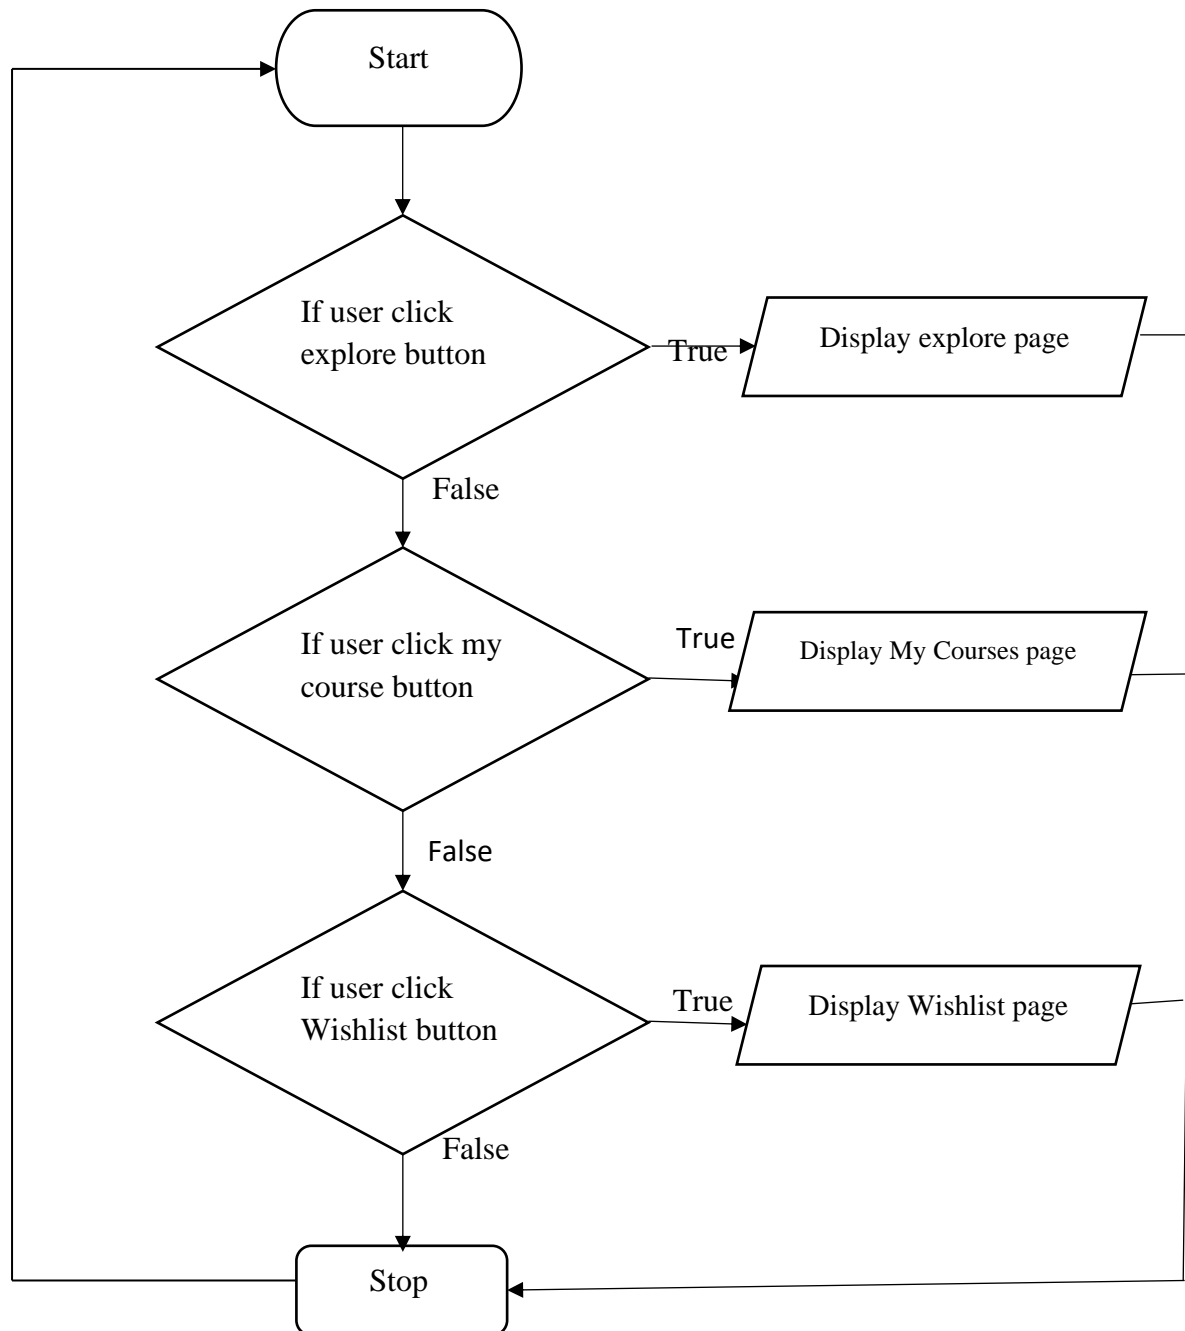 Start
If user click
explore button
True
Display explore page
False
If user click my
course button
True
Display My Courses page
False
If user click
Wishlist button
True
Display Wishlist page
False
Stop